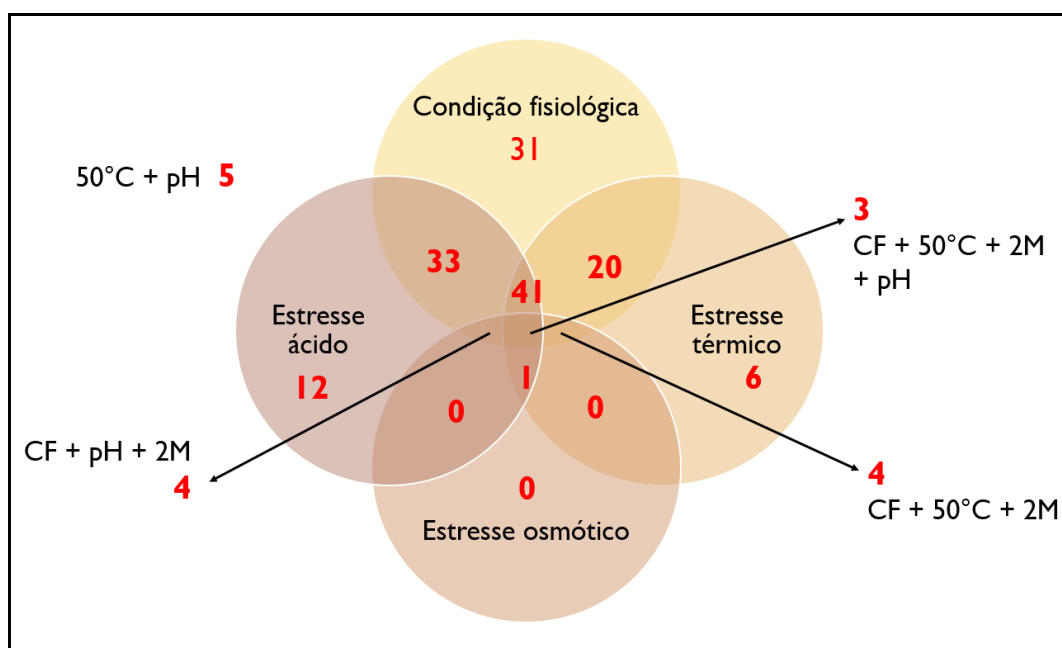 Condição fisiológica
31
50°C + pH 5
3
CF + 50°C + 2M
+ pH
33
20
41
Estresse
ácido
12
Estresse
térmico
6
1
0
0
CF + pH + 2M
4
0
4
CF + 50°C + 2M
Estresse osmótico